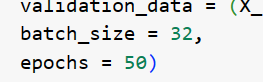 validation_data = (X_
batch_size = 32,
epochs = 50)